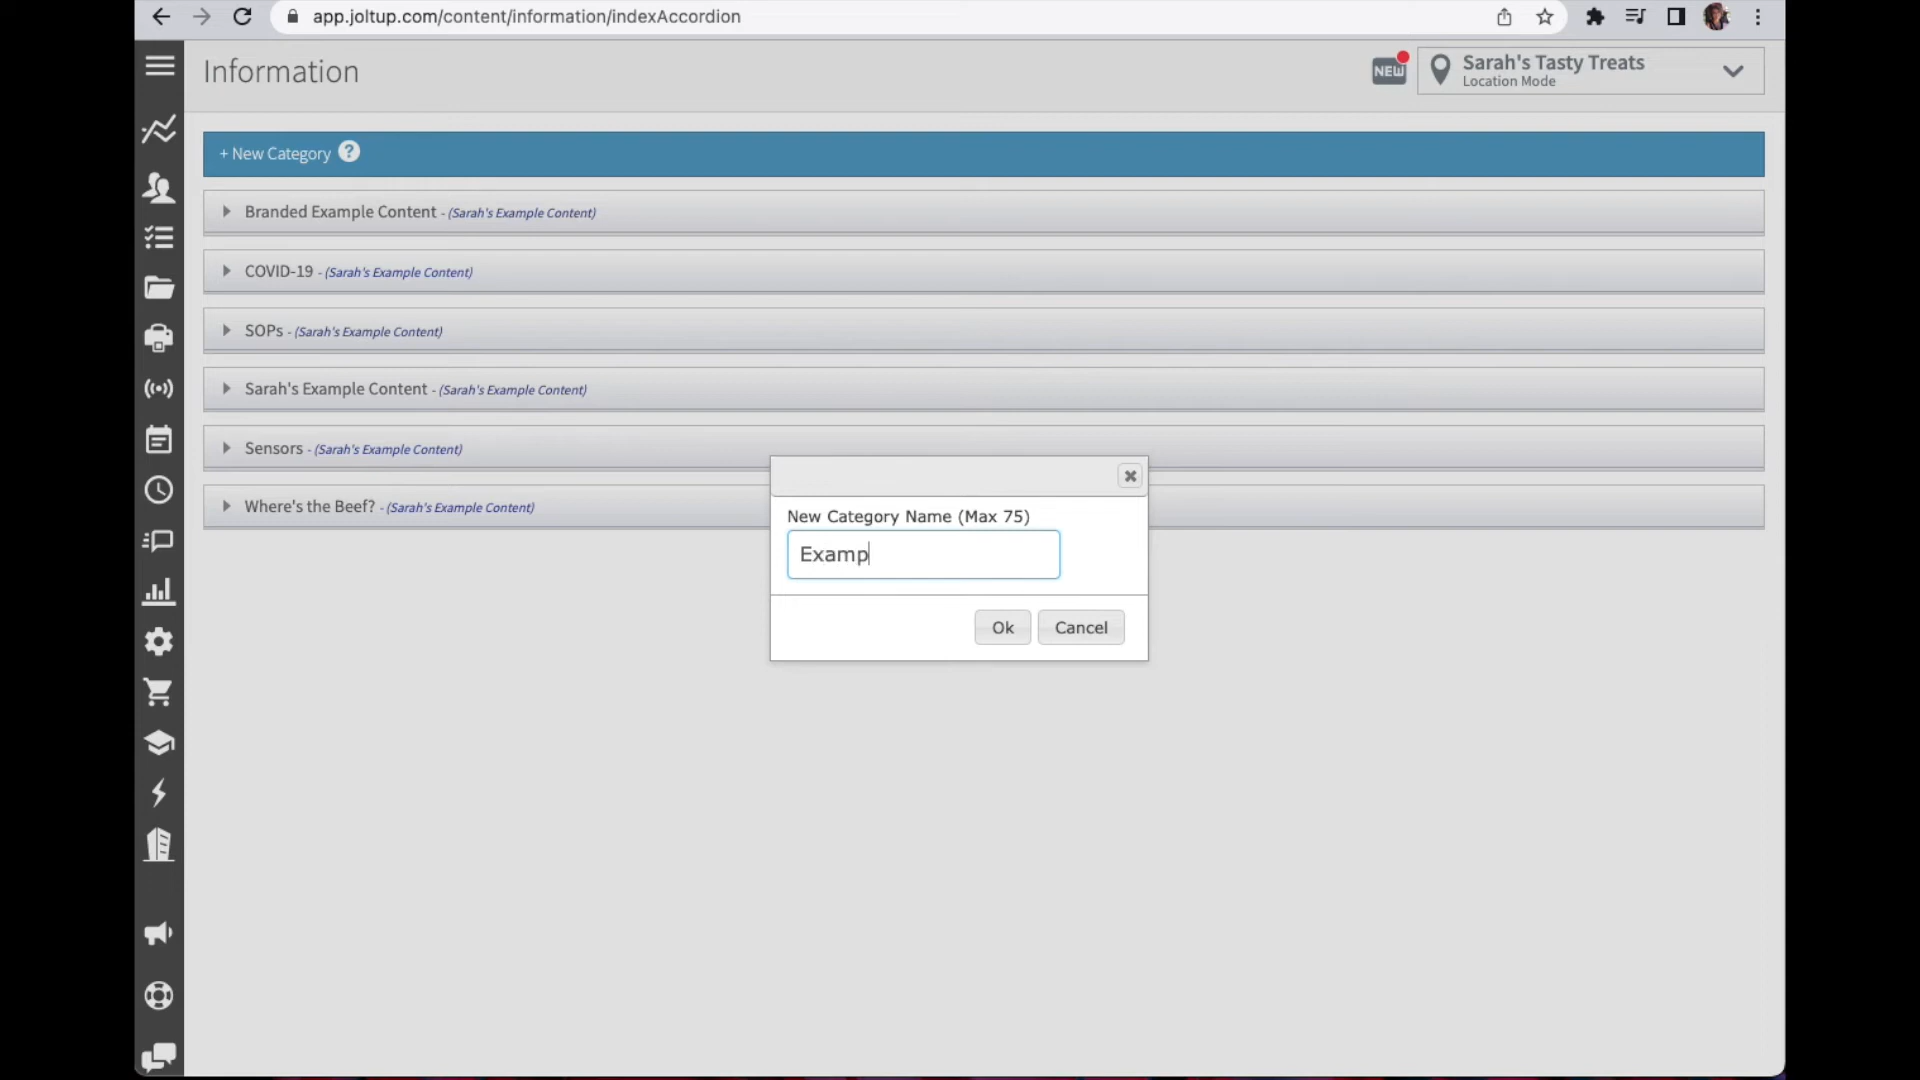 app.joltup.com/content/information/indexAccordion
Information
NEW
Sarah's Tasty Treats
Location Mode
+ New Category ?
Branded Example Content - (Sarah's Example Content)
COVID-19 - (Sarah's Example Content)
SOPs - (Sarah's Example Content)
Sarah's Example Content - (Sarah's Example Content)
Sensors - (Sarah's Example Content)
Where's the Beef? - (Sarah's Example Content)
New Category Name (Max 75)
Examp
Ok Cancel